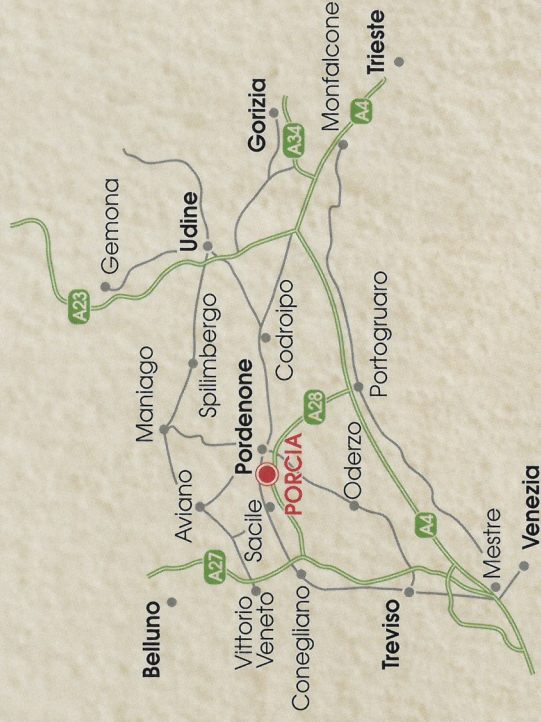 A23
Gemona
Udine
Gorizia
A34
Monfalcone
Trieste
A4
Maniago
Spilimbergo
Codroipo
Pordenone
PORCIA
A28
Portogruaro
Aviano
Sacile
Oderzo
Belluno
A27
Vittorio
Veneto
Conegliano
Treviso
A4
Mestre
Venezia